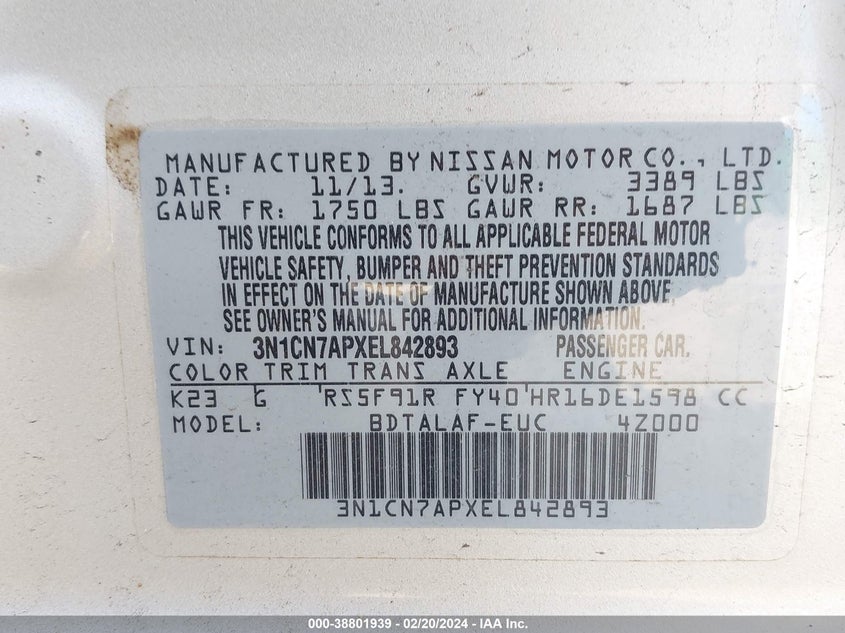 MANUFACTURED BY NISSAN MOTOR CO., LTD.
DATE: 11/13. GVWR: 3389 LBS
GAWR FR: 1750 LBS GAWR RR: 1687 LBS
THIS VEHICLE CONFORMS TO ALL APPLICABLE FEDERAL MOTOR
VEHICLE SAFETY, BUMPER AND THEFT PREVENTION STANDARDS
IN EFFECT ON THE DATE OF MANUFACTURE SHOWN ABOVE.
SEE OWNER'S MANUAL FOR ADDITIONAL INFORMATION.
VIN: 3N1CN7APXEL842893 PASSENGER CAR.
COLOR TRIM TRANS AXLE ENGINE
K23 G RS5F91R FY40 HR16DE1598 CC
MODEL: BDTALAF-EUC 4Z000
3N1CN7APXEL842893
000-38801939 - 02/20/2024 - IAA Inc.